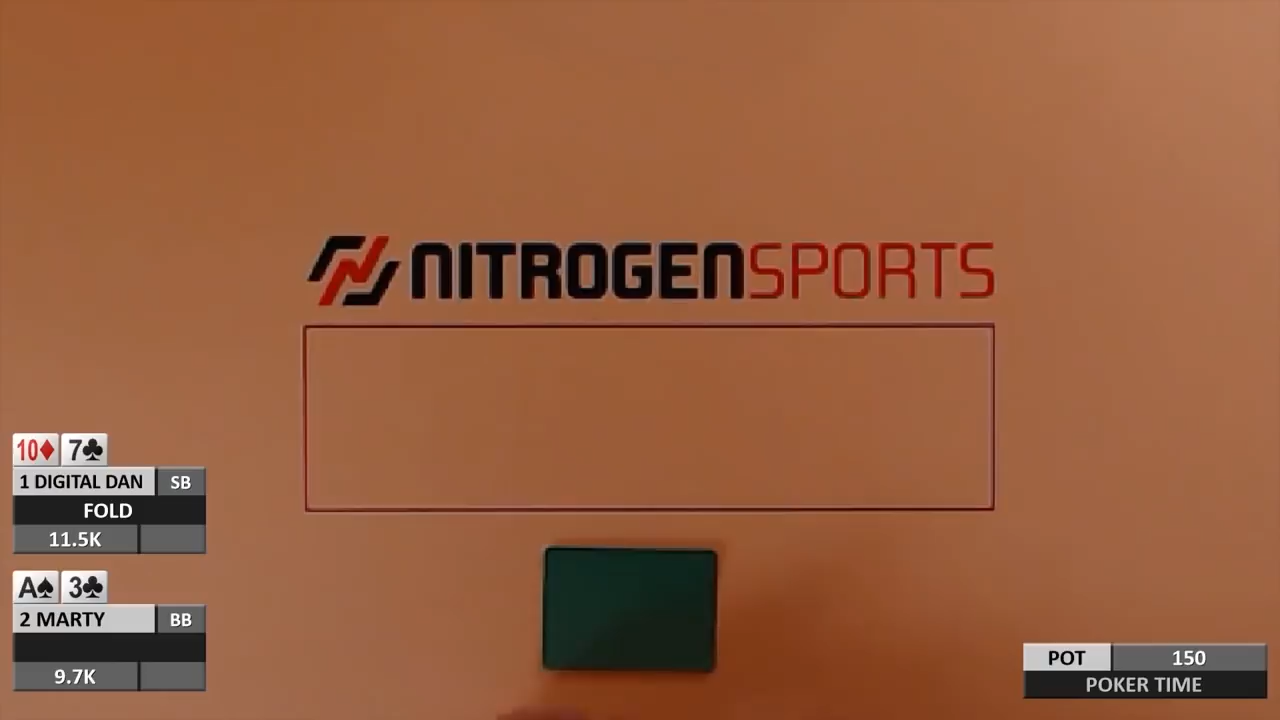 NITROGENSPORTS
10♦ 7♣
1 DIGITAL DAN SB
FOLD
11.5K
A♠ 3♣
2 MARTY BB
9.7K
POT 150
POKER TIME